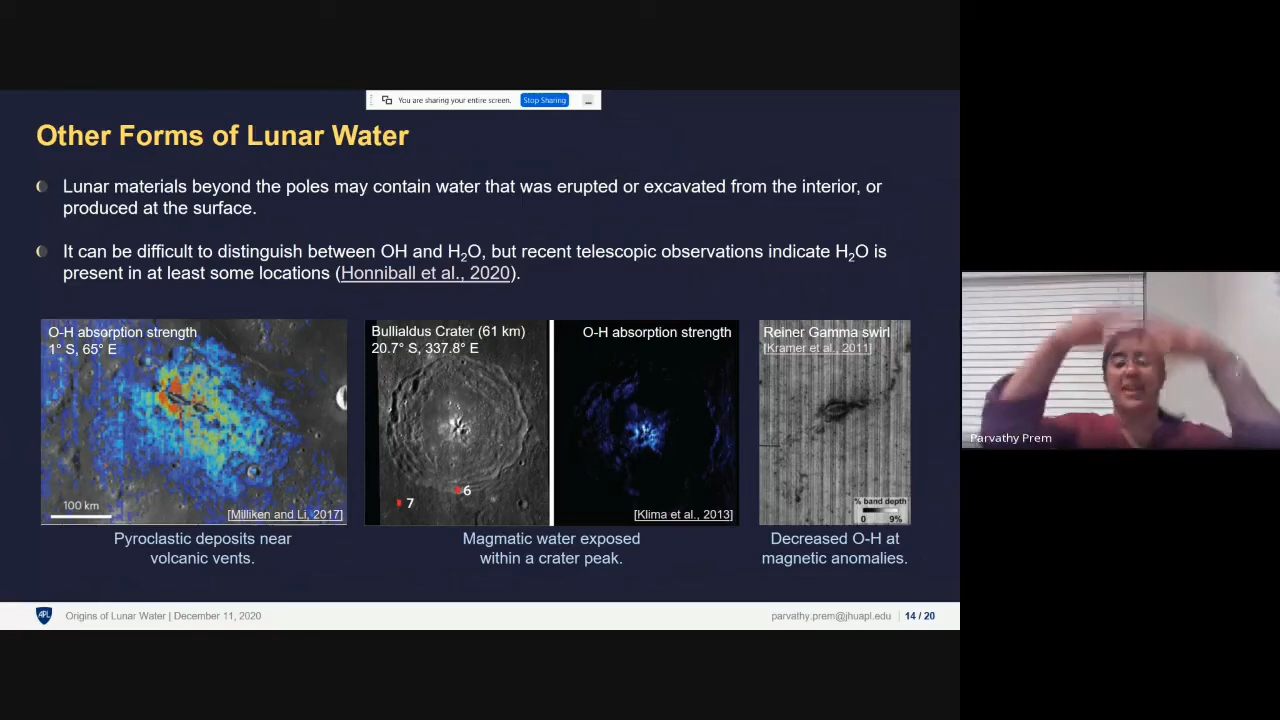 You are sharing your entire screen. Stop Sharing
Other Forms of Lunar Water
Lunar materials beyond the poles may contain water that was erupted or excavated from the interior, or
produced at the surface.
It can be difficult to distinguish between OH and H₂O, but recent telescopic observations indicate H₂O is
present in at least some locations (Honniball et al., 2020).
O-H absorption strength
1° S, 65° E
100 km
[Milliken and Li, 2017]
Pyroclastic deposits near
volcanic vents.
Bullialdus Crater (61 km)
20.7° S, 337.8° E
6
7
O-H absorption strength
[Klima et al., 2013]
Magmatic water exposed
within a crater peak.
Reiner Gamma swirl
[Kramer et al., 2011]
% band depth
0 9%
Decreased O-H at
magnetic anomalies.
Parvathy Prem
APL
Origins of Lunar Water | December 11, 2020
parvathy.prem@jhuapl.edu | 14 / 20